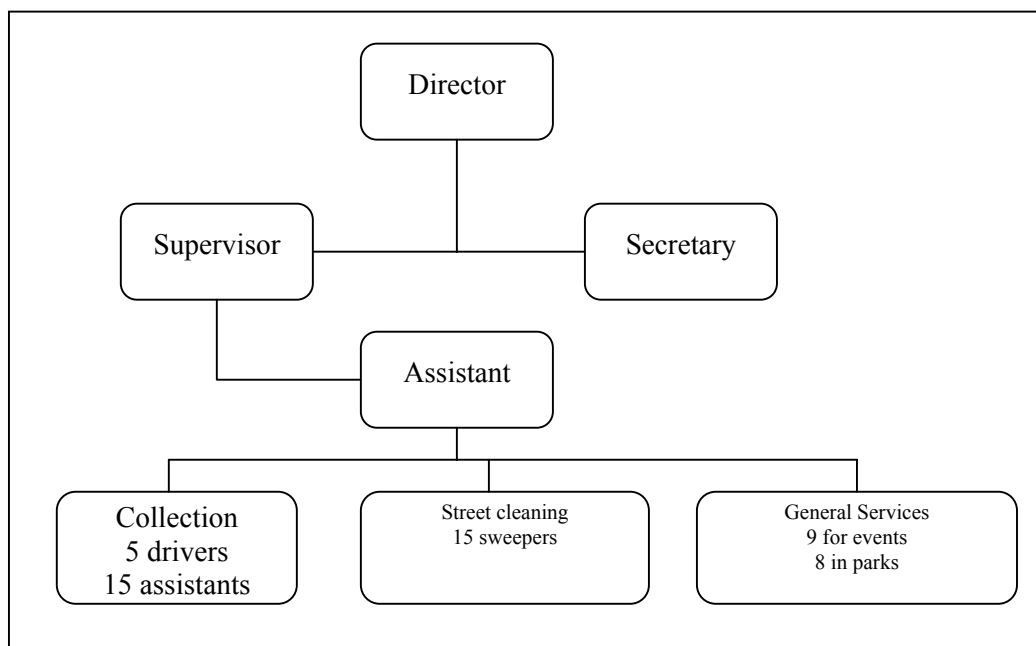 Director
Supervisor
Secretary
Assistant
Collection
5 drivers
15 assistants
Street cleaning
15 sweepers
General Services
9 for events
8 in parks